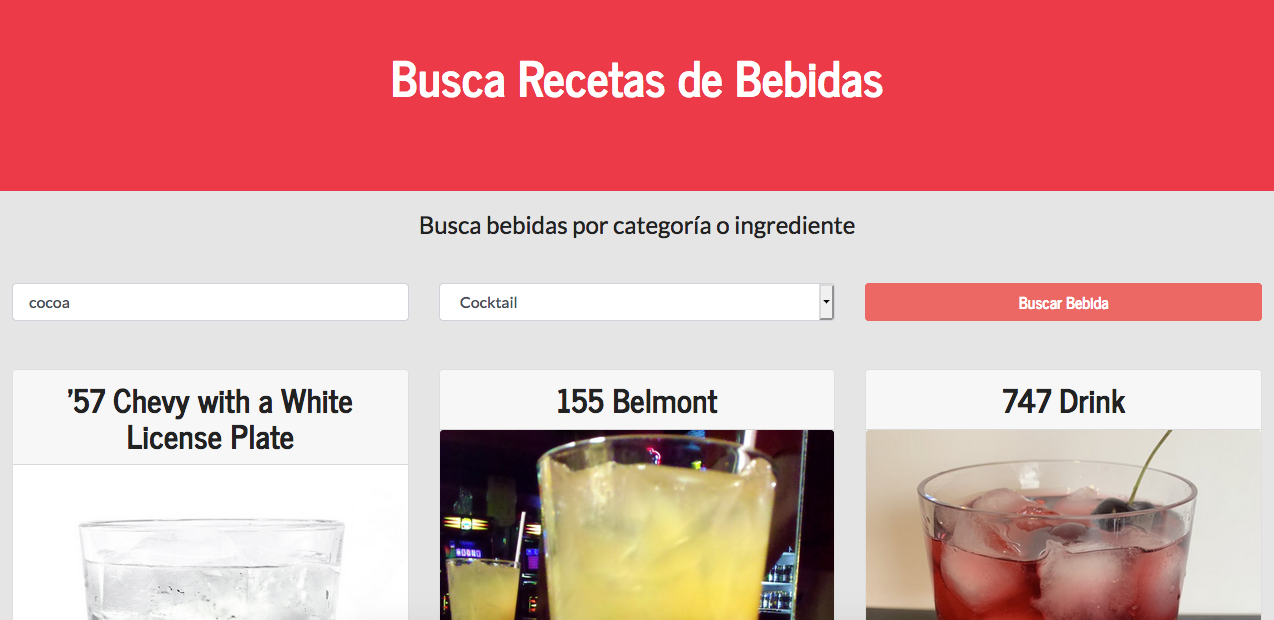 Busca Recetas de Bebidas
Busca bebidas por categoría o ingrediente
cocoa
Cocktail
Buscar Bebida
'57 Chevy with a White
License Plate
155 Belmont
747 Drink